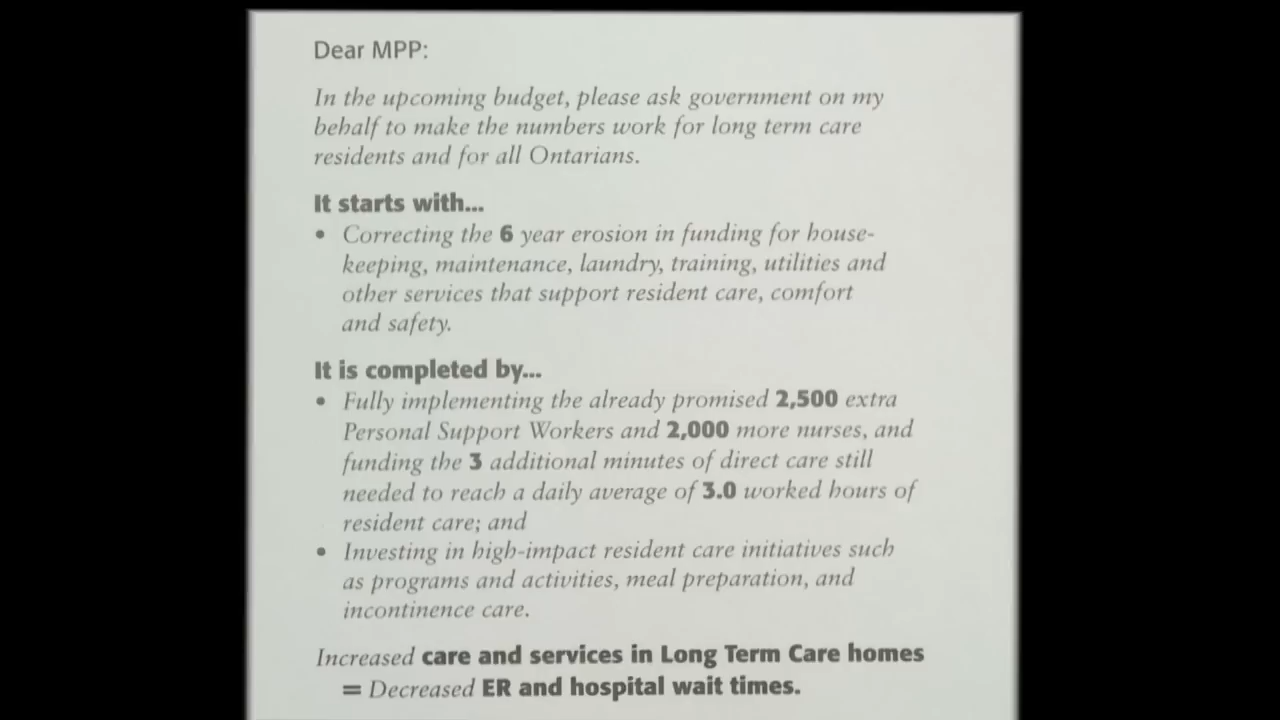 Dear MPP:
In the upcoming budget, please ask government on my
behalf to make the numbers work for long term care
residents and for all Ontarians.
It starts with...
• Correcting the 6 year erosion in funding for house-
keeping, maintenance, laundry, training, utilities and
other services that support resident care, comfort
and safety.
It is completed by...
• Fully implementing the already promised 2,500 extra
Personal Support Workers and 2,000 more nurses, and
funding the 3 additional minutes of direct care still
needed to reach a daily average of 3.0 worked hours of
resident care; and
• Investing in high-impact resident care initiatives such
as programs and activities, meal preparation, and
incontinence care.
Increased care and services in Long Term Care homes
= Decreased ER and hospital wait times.